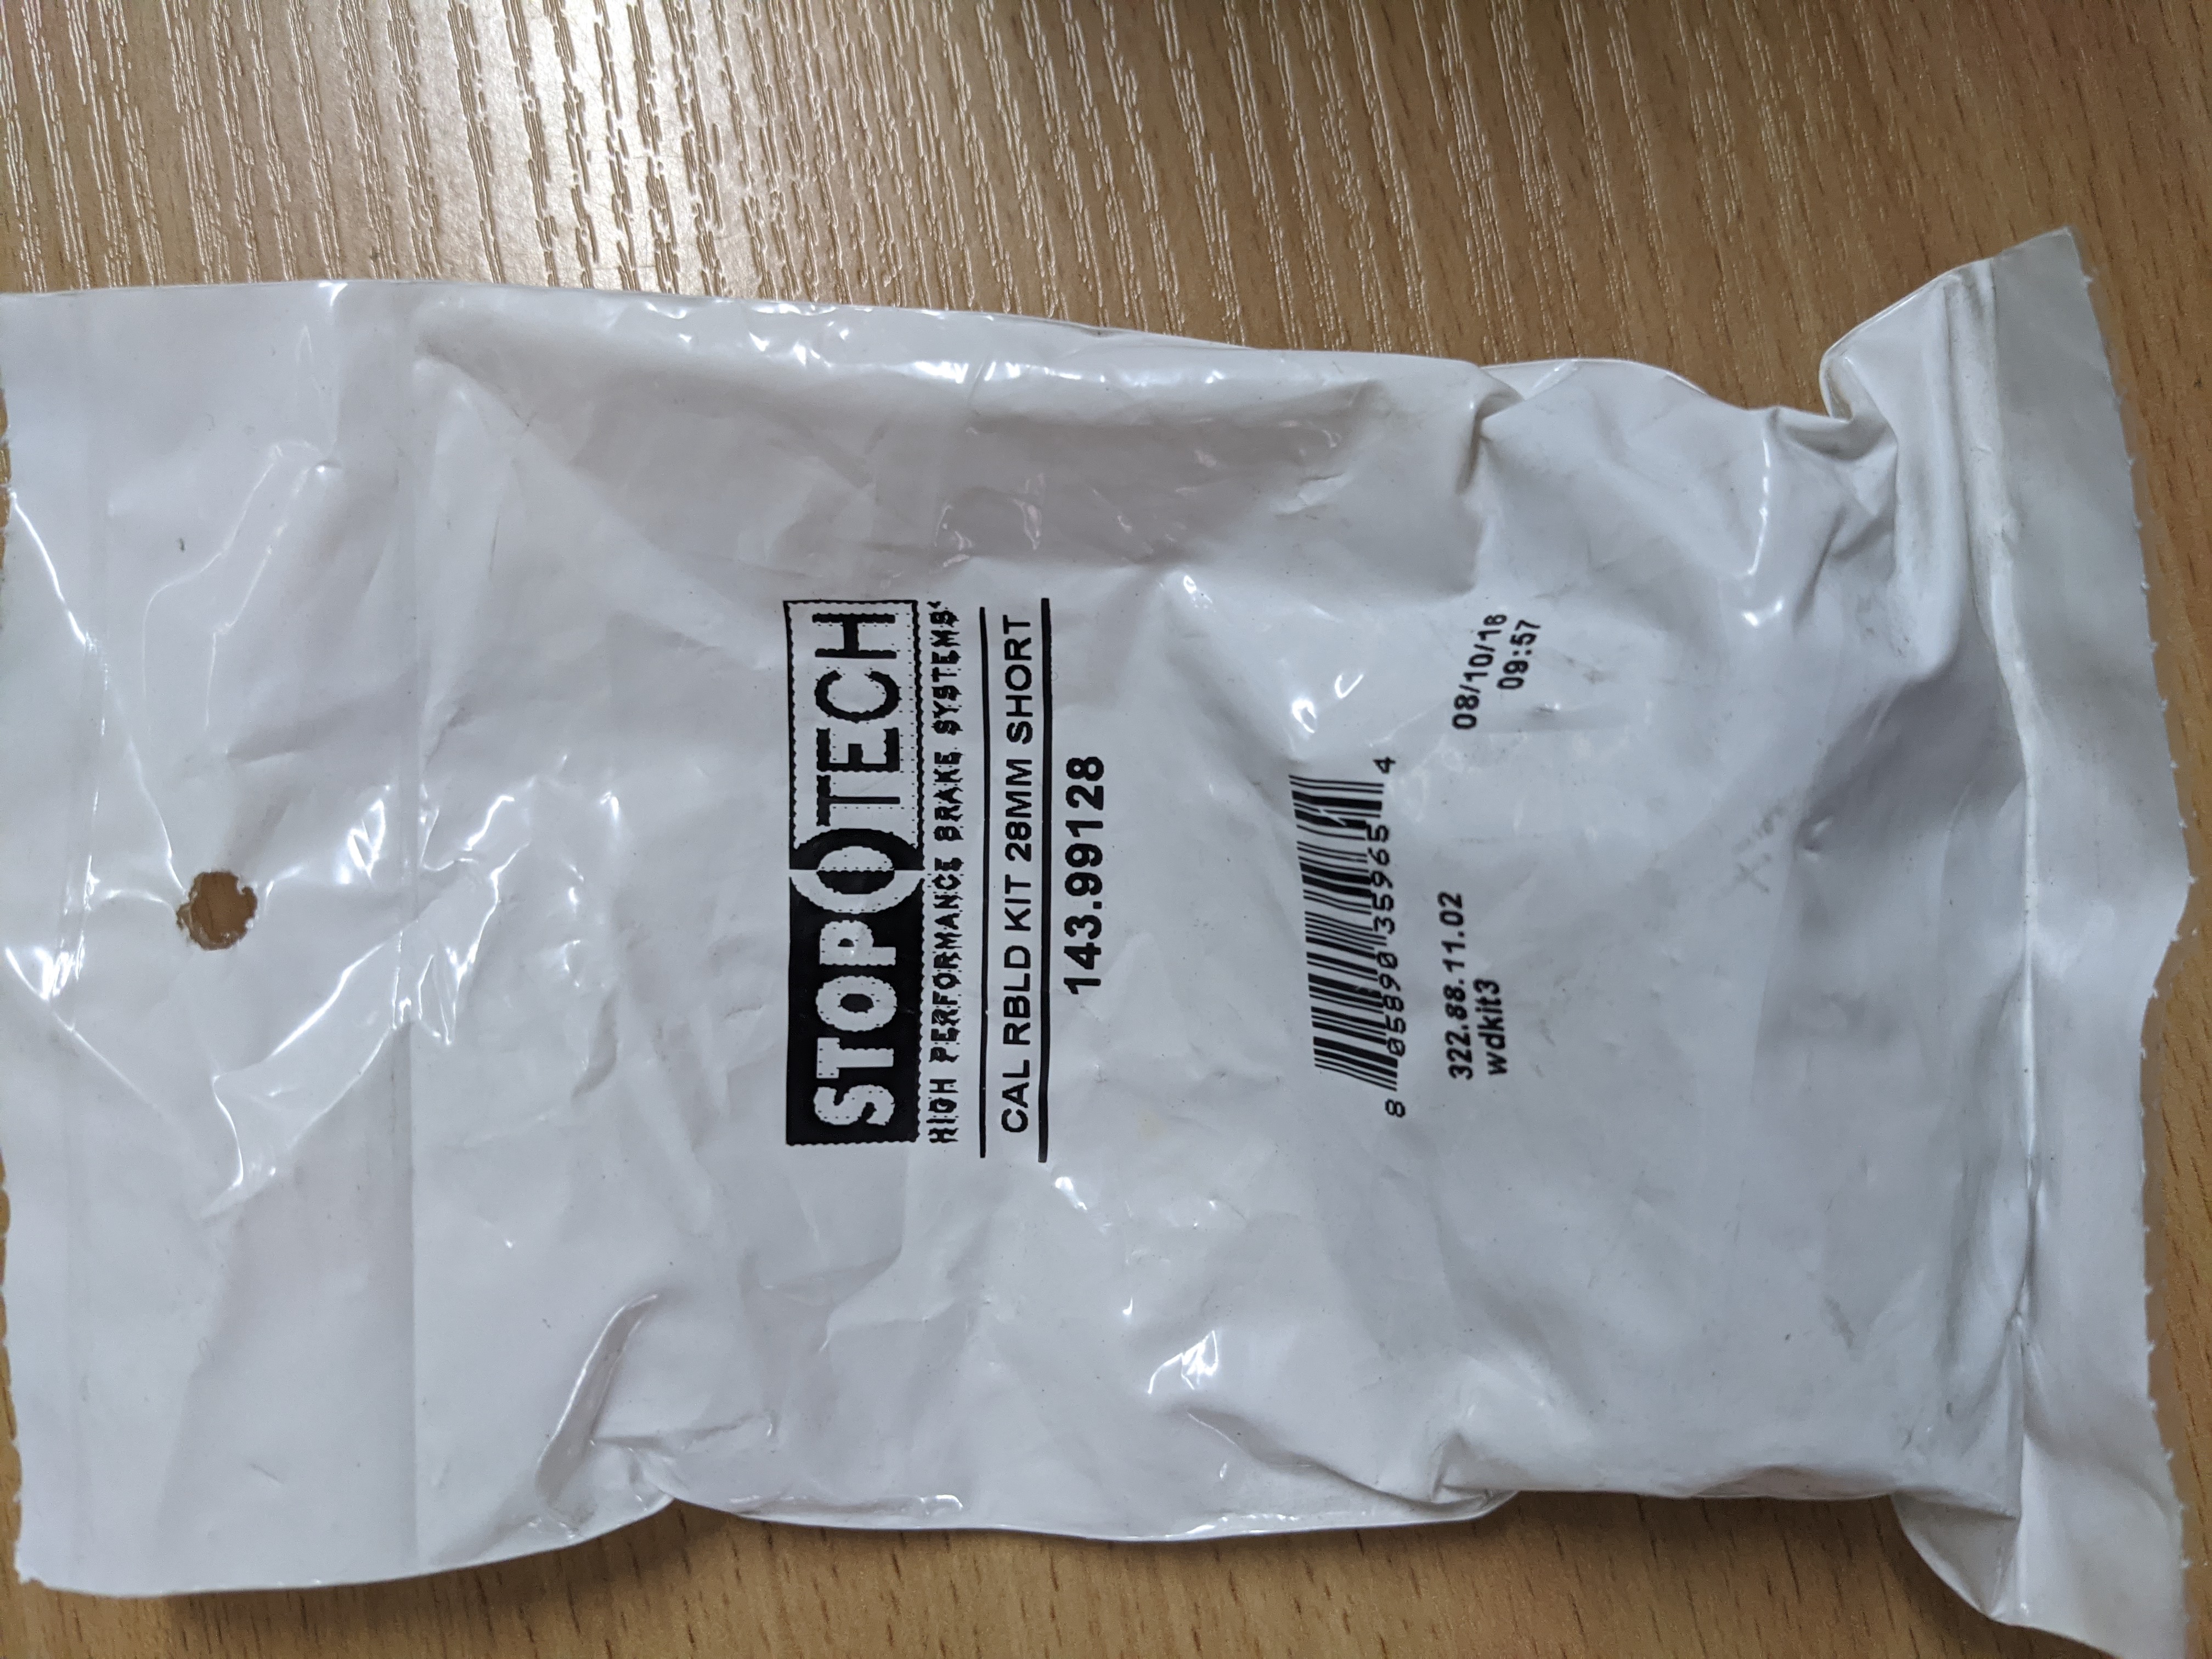 STOPTECH
HIGH PERFORMANCE BRAKE SYSTEMS
CAL RBLD KIT 28MM SHORT
143.99128
8 05890 35965 4
322.88.11.02
wdkit3
08/10/16
09:57